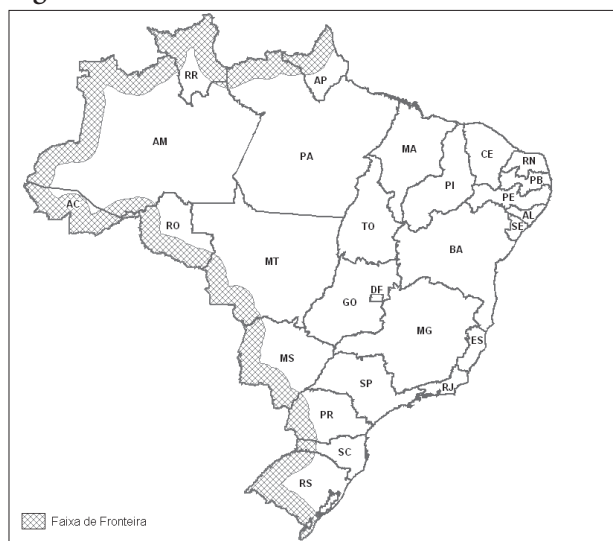 RR
AP
AM
PA
MA
CE
RN
PB
PI
PE
AL
SE
AC
RO
TO
BA
MT
DF
GO
MG
ES
MS
SP
RJ
PR
SC
RS
Faixa de Fronteira